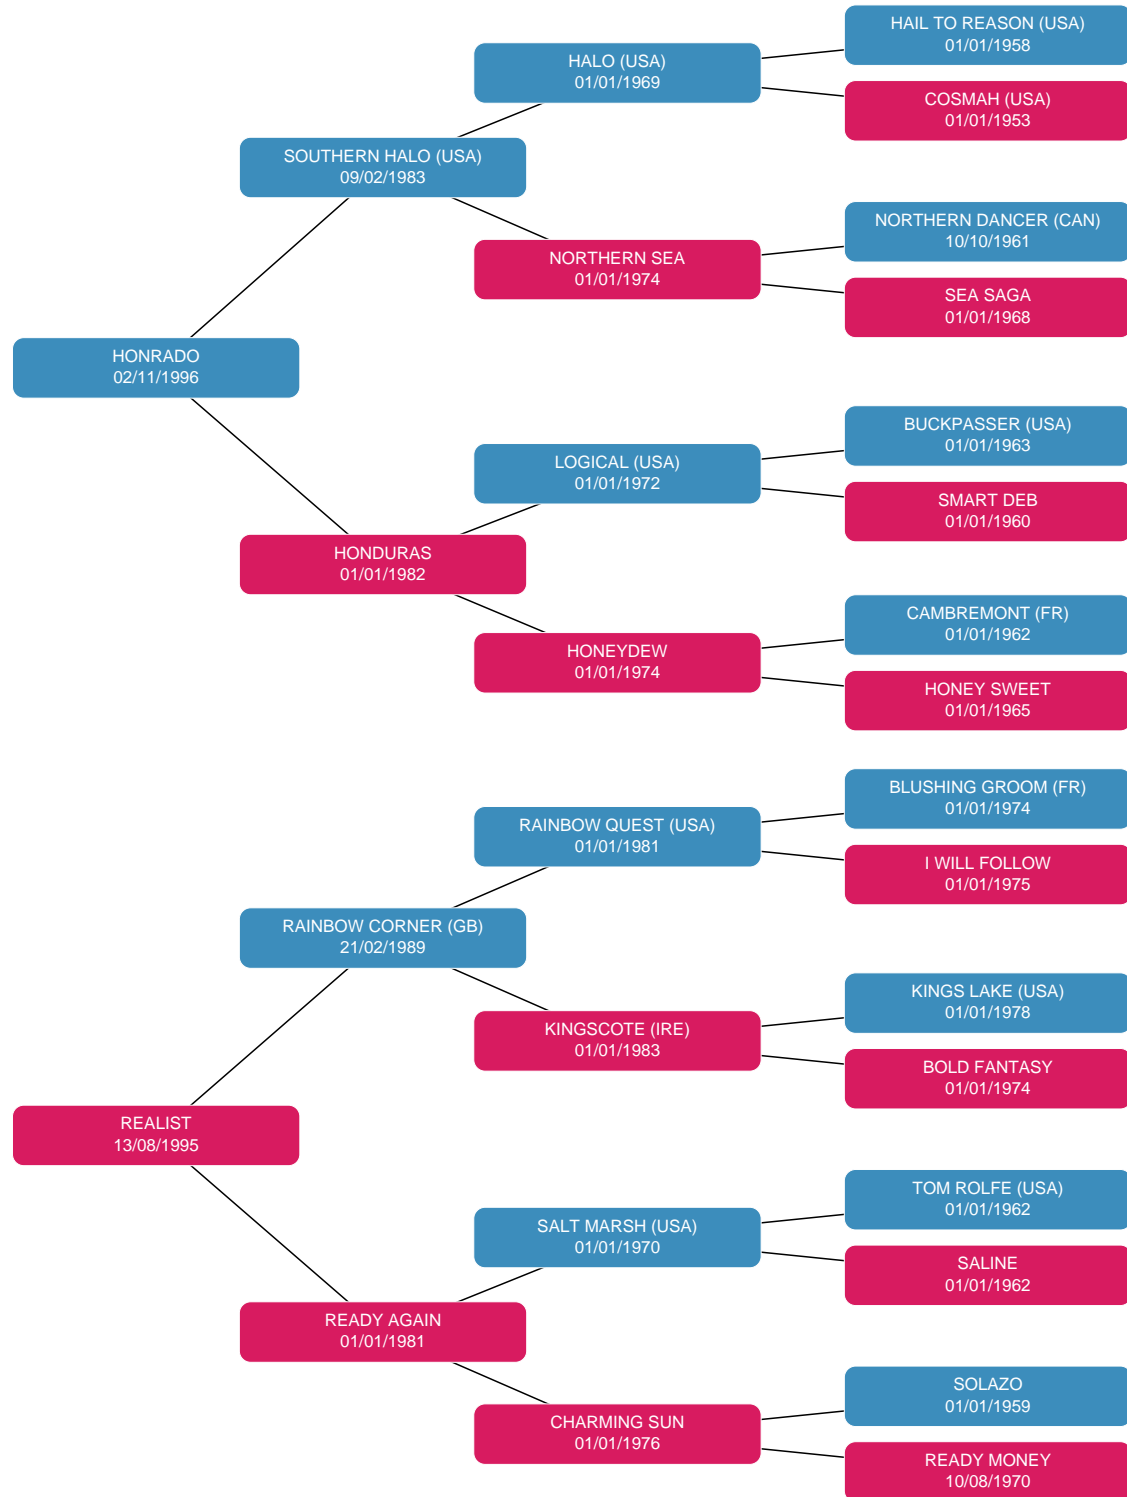 HAIL TO REASON (USA)
01/01/1958
HALO (USA)
01/01/1969
COSMAH (USA)
01/01/1953
SOUTHERN HALO (USA)
09/02/1983
NORTHERN DANCER (CAN)
10/10/1961
NORTHERN SEA
01/01/1974
SEA SAGA
01/01/1968
HONRADO
02/11/1996
BUCKPASSER (USA)
01/01/1963
LOGICAL (USA)
01/01/1972
SMART DEB
01/01/1960
HONDURAS
01/01/1982
CAMBREMONT (FR)
01/01/1962
HONEYDEW
01/01/1974
HONEY SWEET
01/01/1965
BLUSHING GROOM (FR)
01/01/1974
RAINBOW QUEST (USA)
01/01/1981
I WILL FOLLOW
01/01/1975
RAINBOW CORNER (GB)
21/02/1989
KINGS LAKE (USA)
01/01/1978
KINGSCOTE (IRE)
01/01/1983
BOLD FANTASY
01/01/1974
REALIST
13/08/1995
TOM ROLFE (USA)
01/01/1962
SALT MARSH (USA)
01/01/1970
SALINE
01/01/1962
READY AGAIN
01/01/1981
SOLAZO
01/01/1959
CHARMING SUN
01/01/1976
READY MONEY
10/08/1970